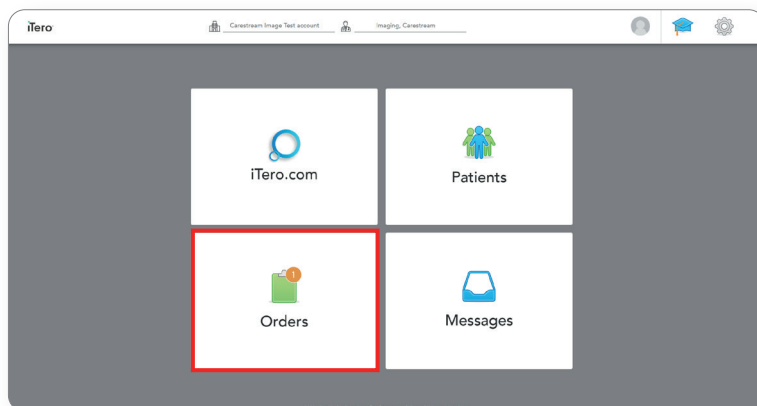 iTero
Carestream Image Test account
Imaging, Carestream
iTero.com
Patients
1
Orders
Messages